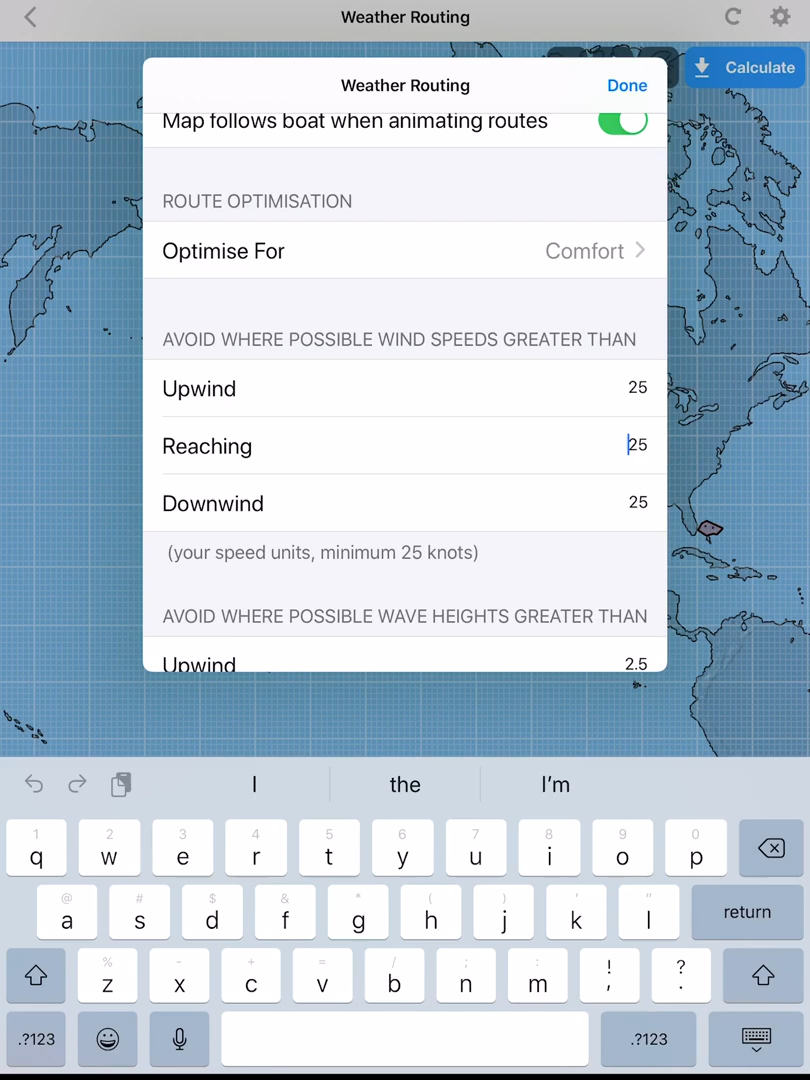 Weather Routing
Calculate
Weather Routing
Done
Map follows boat when animating routes
ROUTE OPTIMISATION
Optimise For
Comfort
AVOID WHERE POSSIBLE WIND SPEEDS GREATER THAN
Upwind 25
Reaching 25
Downwind 25
(your speed units, minimum 25 knots)
AVOID WHERE POSSIBLE WAVE HEIGHTS GREATER THAN
Upwind 2.5
I the I'm
1 2 3 4 5 6 7 8 9 0
q w e r t y u i o p
@ # $ & * ( ) ' "
a s d f g h j k l return
% - + = / ; : ! ?
z x c v b n m , .
.?123 .?123